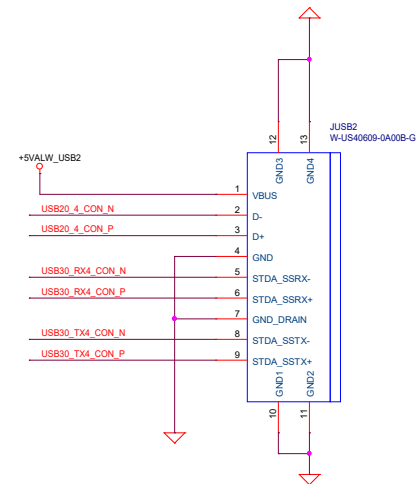 JUSB2
W-US40609-0A00B-G
12
13
GND3
GND4
+5VALW_USB2
1
VBUS
USB20_4_CON_N
2
D-
USB20_4_CON_P
3
D+
4
GND
USB30_RX4_CON_N
5
STDA_SSRX-
USB30_RX4_CON_P
6
STDA_SSRX+
7
GND_DRAIN
USB30_TX4_CON_N
8
STDA_SSTX-
USB30_TX4_CON_P
9
STDA_SSTX+
GND1
GND2
10
11